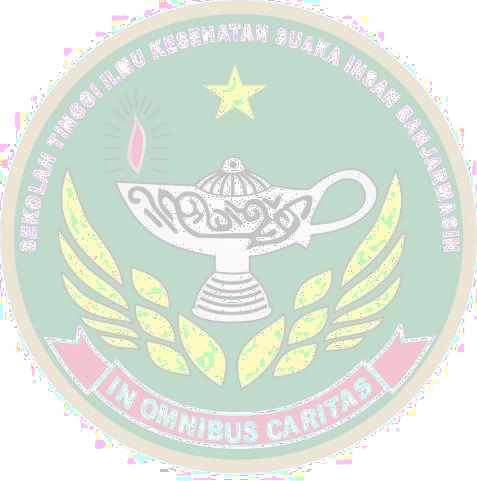 SEKOLAH TINGGI ILMU KESEHATAN SUAKA INSAN BANJARMASIN
IN OMNIBUS CARITAS